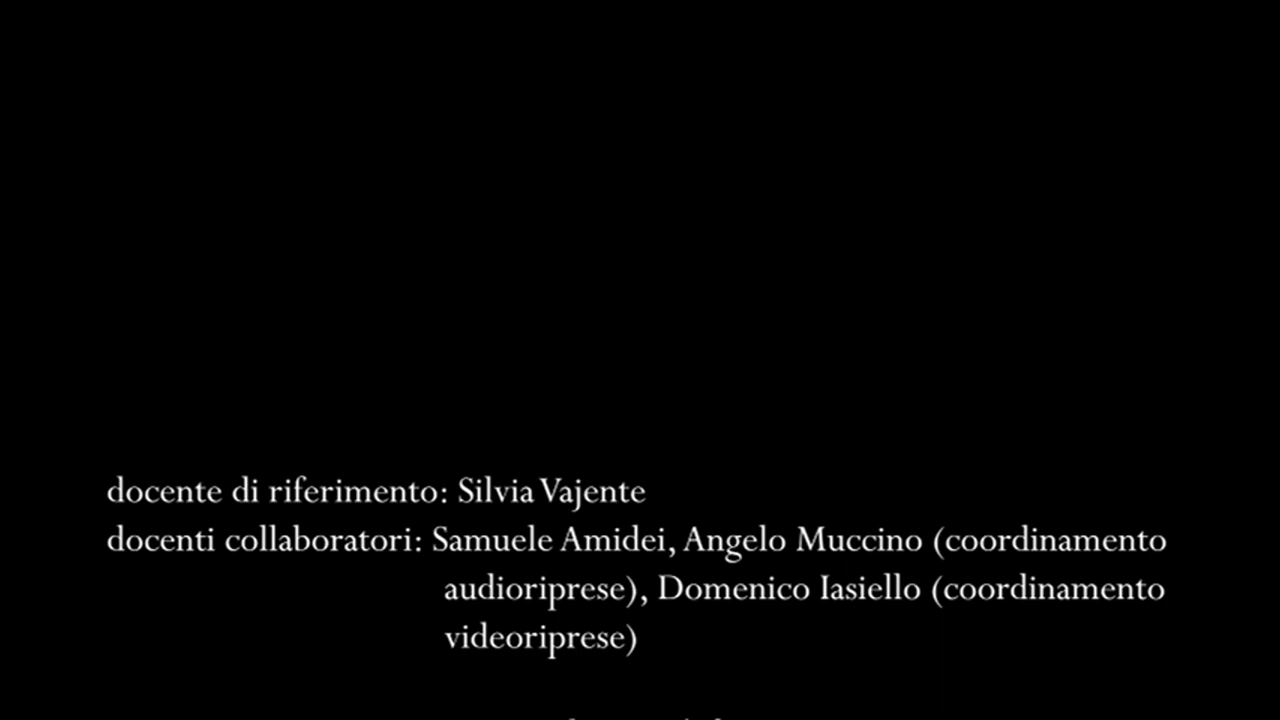 docente di riferimento: Silvia Vajente
docenti collaboratori: Samuele Amidei, Angelo Muccino (coordinamento
audioriprese), Domenico Iasiello (coordinamento
videoriprese)